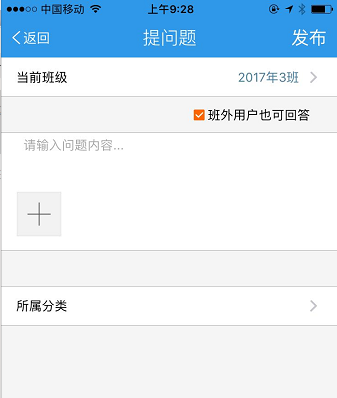 中国移动 上午9:28
返回 提问题 发布
当前班级 2017年3班
班外用户也可回答
请输入问题内容...
所属分类